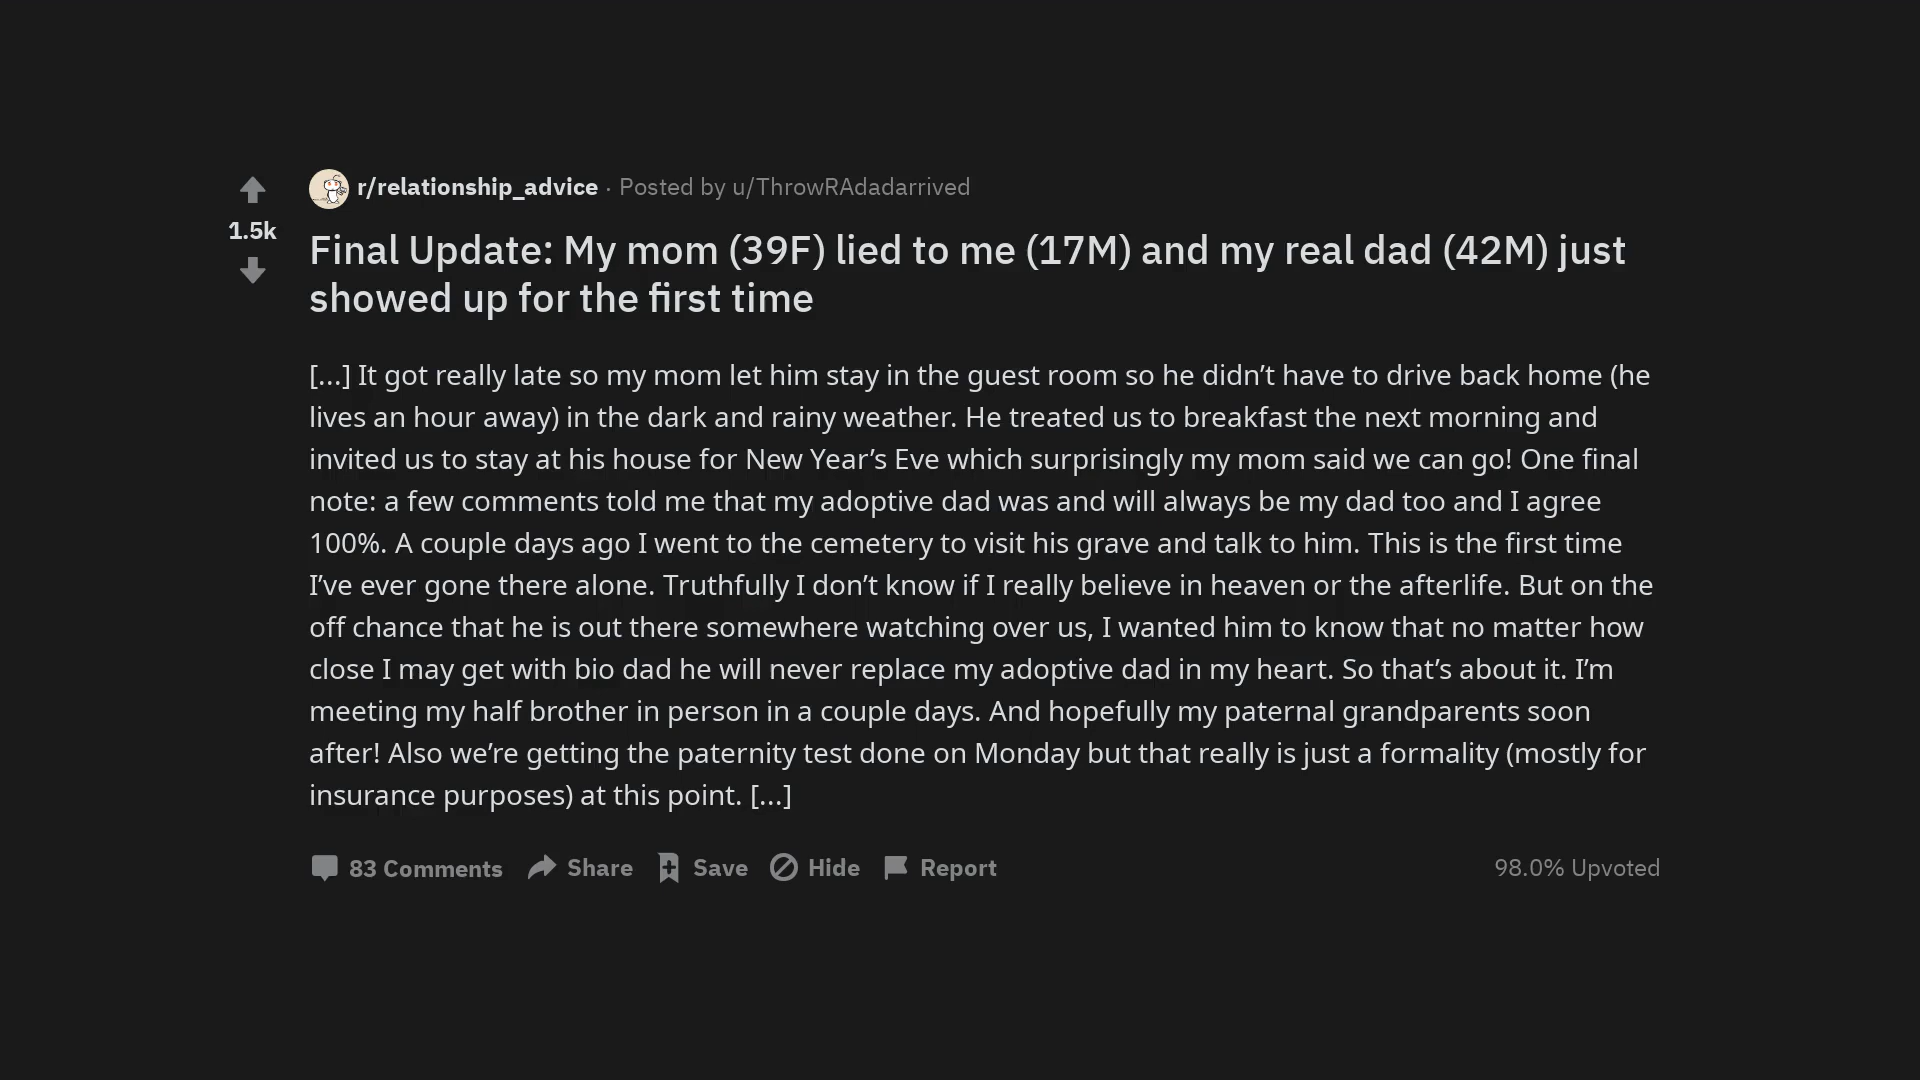 r/relationship_advice · Posted by u/ThrowRAdadarrived
1.5k
Final Update: My mom (39F) lied to me (17M) and my real dad (42M) just
showed up for the first time
[...] It got really late so my mom let him stay in the guest room so he didn’t have to drive back home (he
lives an hour away) in the dark and rainy weather. He treated us to breakfast the next morning and
invited us to stay at his house for New Year’s Eve which surprisingly my mom said we can go! One final
note: a few comments told me that my adoptive dad was and will always be my dad too and I agree
100%. A couple days ago I went to the cemetery to visit his grave and talk to him. This is the first time
I’ve ever gone there alone. Truthfully I don’t know if I really believe in heaven or the afterlife. But on the
off chance that he is out there somewhere watching over us, I wanted him to know that no matter how
close I may get with bio dad he will never replace my adoptive dad in my heart. So that’s about it. I’m
meeting my half brother in person in a couple days. And hopefully my paternal grandparents soon
after! Also we’re getting the paternity test done on Monday but that really is just a formality (mostly for
insurance purposes) at this point. [...]
83 Comments Share Save Hide Report 98.0% Upvoted